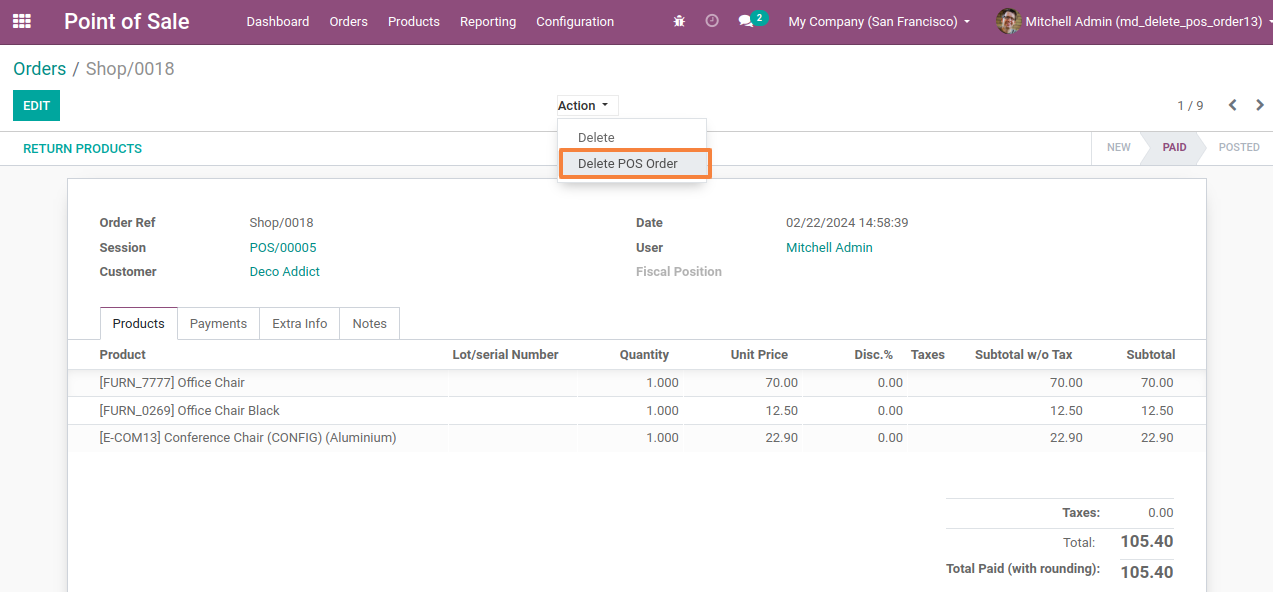 Point of Sale Dashboard Orders Products Reporting Configuration 2 My Company (San Francisco) Mitchell Admin (md_delete_pos_order13)
Orders / Shop/0018
EDIT Action 1 / 9
Delete
RETURN PRODUCTS NEW PAID POSTED
Delete POS Order
Order Ref Shop/0018 Date 02/22/2024 14:58:39
Session POS/00005 User Mitchell Admin
Customer Deco Addict Fiscal Position
Products Payments Extra Info Notes
Product Lot/serial Number Quantity Unit Price Disc.% Taxes Subtotal w/o Tax Subtotal
[FURN_7777] Office Chair 1.000 70.00 0.00 70.00 70.00
[FURN_0269] Office Chair Black 1.000 12.50 0.00 12.50 12.50
[E-COM13] Conference Chair (CONFIG) (Aluminium) 1.000 22.90 0.00 22.90 22.90
Taxes: 0.00
Total: 105.40
Total Paid (with rounding): 105.40